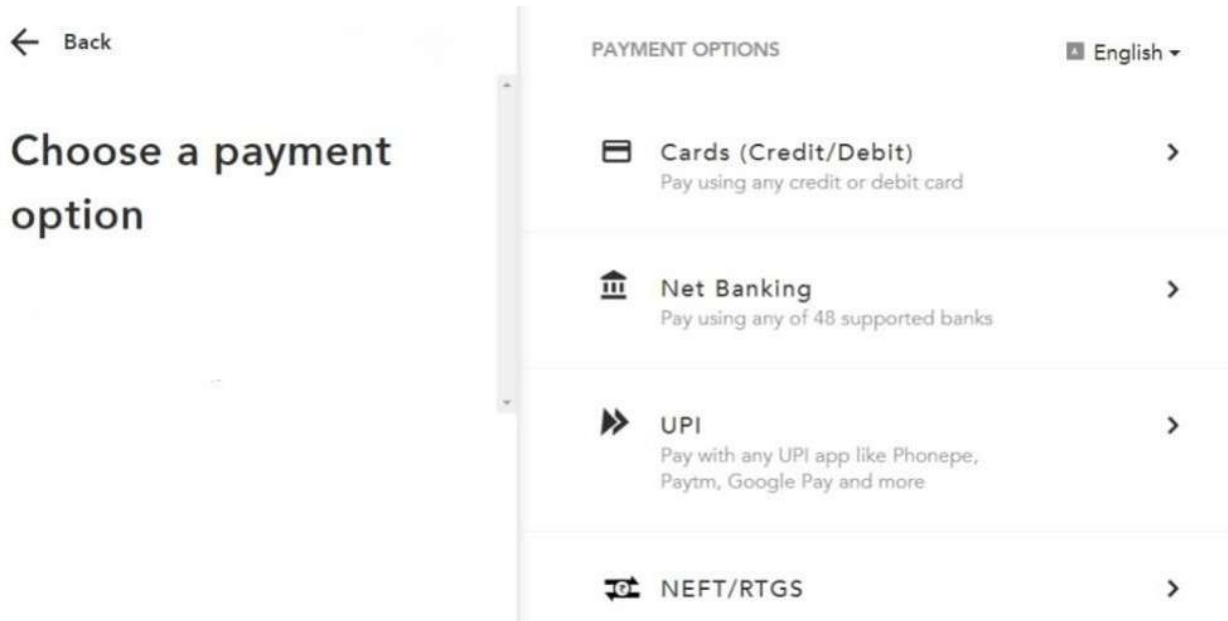 Back
Choose a payment
option
PAYMENT OPTIONS
A English
Cards (Credit/Debit)
Pay using any credit or debit card
Net Banking
Pay using any of 48 supported banks
UPI
Pay with any UPI app like Phonepe,
Paytm, Google Pay and more
NEFT/RTGS